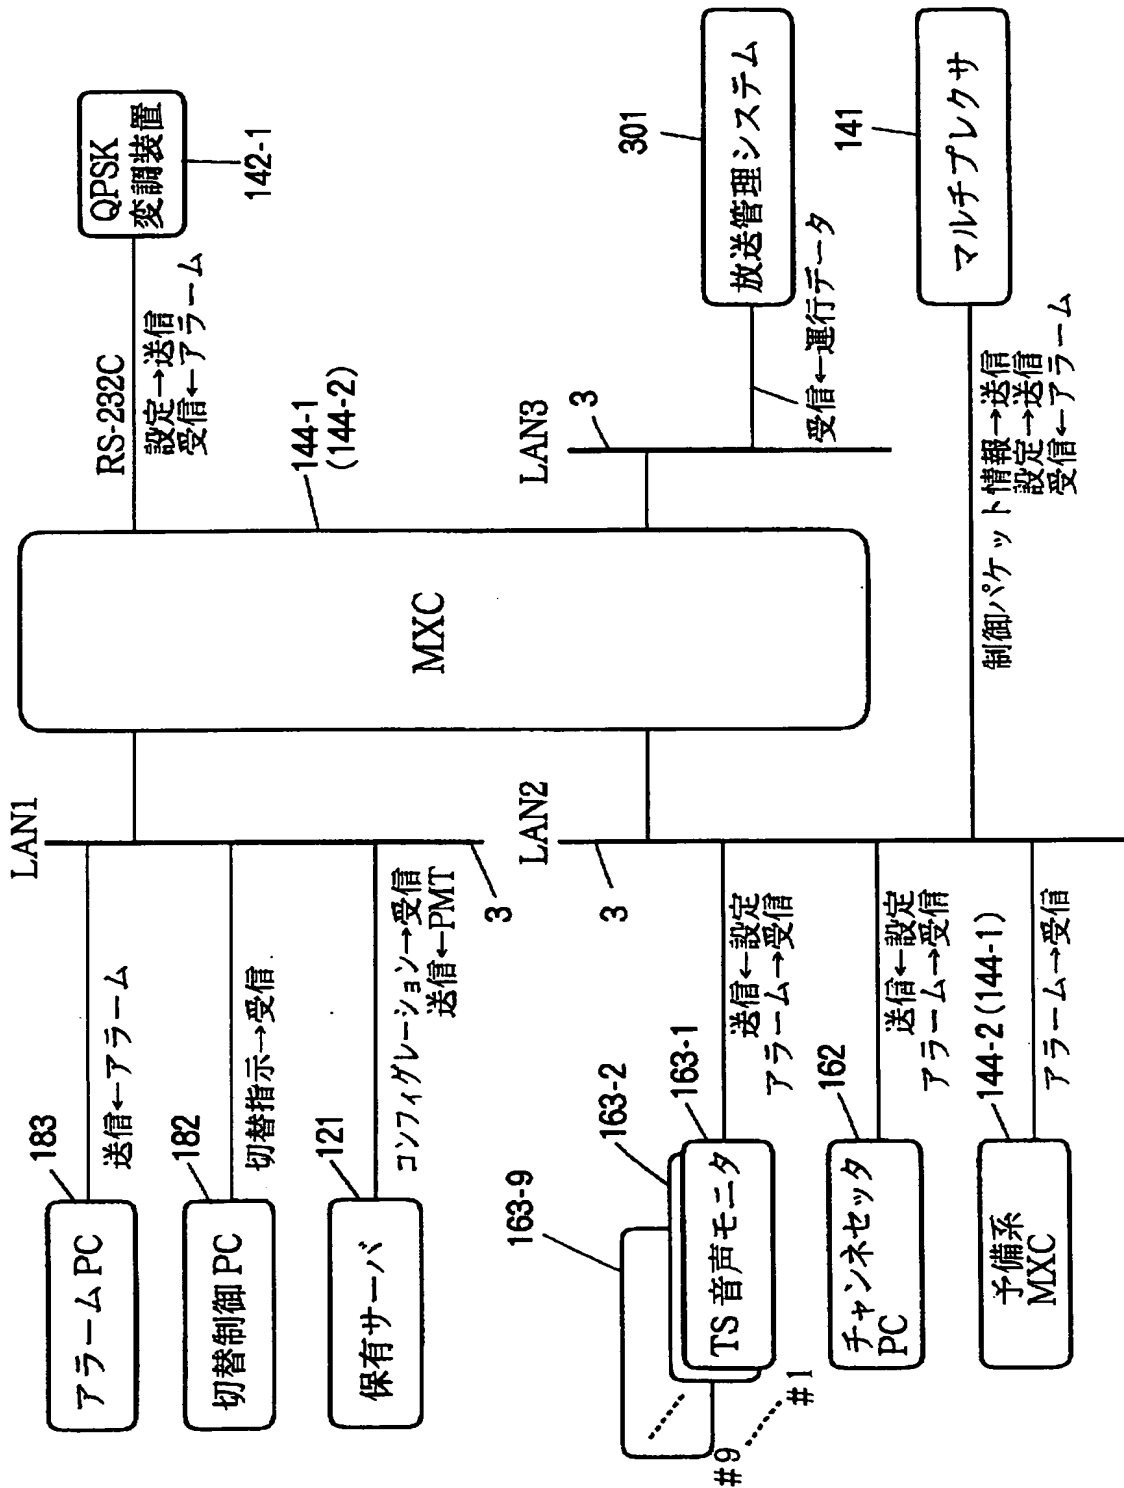 183
アラームPC
送信←アラーム
182
切替制御PC
切替指示→受信
121
保有サーバ
コンフィグレーション→受信
送信←PMT
LAN1
3
163-9
163-2
163-1
TS音声モニタ
#9
#1
送信←設定
アラーム→受信
162
チャンネセッタ
PC
送信←設定
アラーム→受信
144-2 (144-1)
予備系
MXC
アラーム→受信
LAN2
3
MXC
144-1
(144-2)
RS-232C
設定→送信
受信←アラーム
QPSK
変調装置
142-1
LAN3
3
受信←運行データ
301
放送管理システム
制御パケット情報→送信
設定→送信
受信←アラーム
141
マルチプレクサ